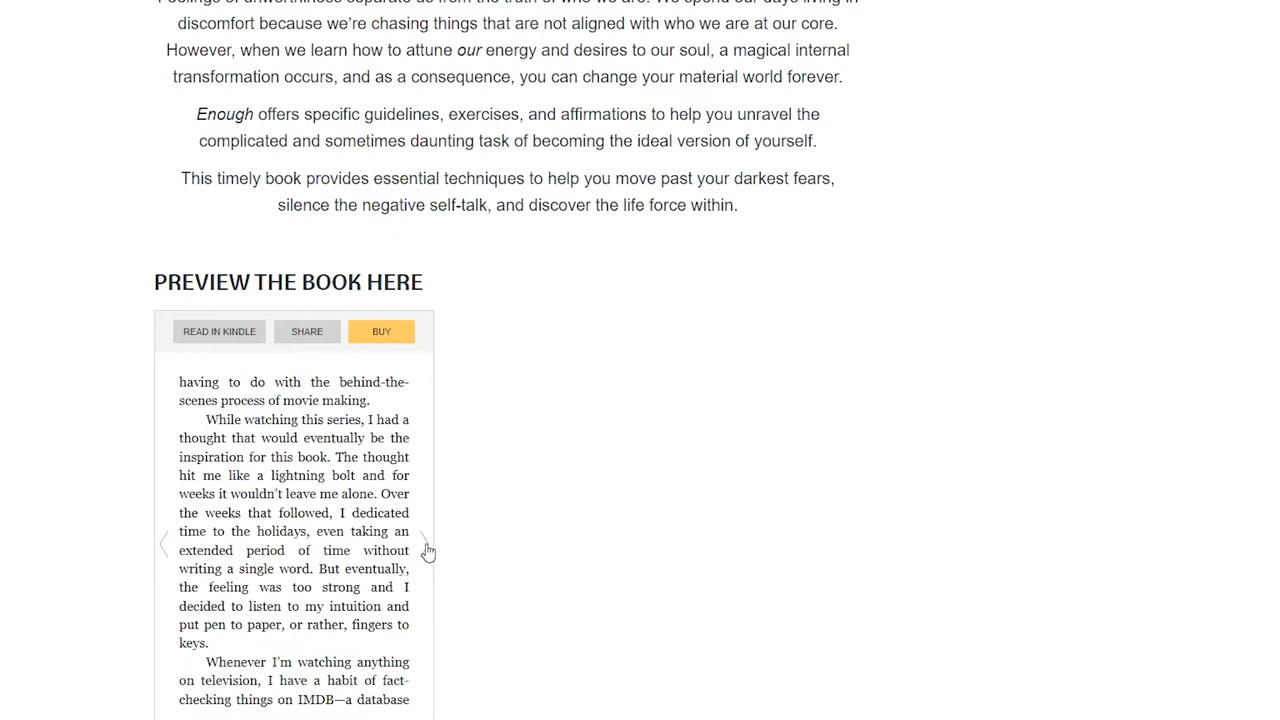 discomfort because we're chasing things that are not aligned with who we are at our core.
However, when we learn how to attune our energy and desires to our soul, a magical internal
transformation occurs, and as a consequence, you can change your material world forever.
Enough offers specific guidelines, exercises, and affirmations to help you unravel the
complicated and sometimes daunting task of becoming the ideal version of yourself.
This timely book provides essential techniques to help you move past your darkest fears,
silence the negative self-talk, and discover the life force within.
PREVIEW THE BOOK HERE
READ IN KINDLE SHARE BUY
having to do with the behind-the-
scenes process of movie making.
While watching this series, I had a
thought that would eventually be the
inspiration for this book. The thought
hit me like a lightning bolt and for
weeks it wouldn't leave me alone. Over
the weeks that followed, I dedicated
time to the holidays, even taking an
extended period of time without
writing a single word. But eventually,
the feeling was too strong and I
decided to listen to my intuition and
put pen to paper, or rather, fingers to
keys.
Whenever I'm watching anything
on television, I have a habit of fact-
checking things on IMDB—a database